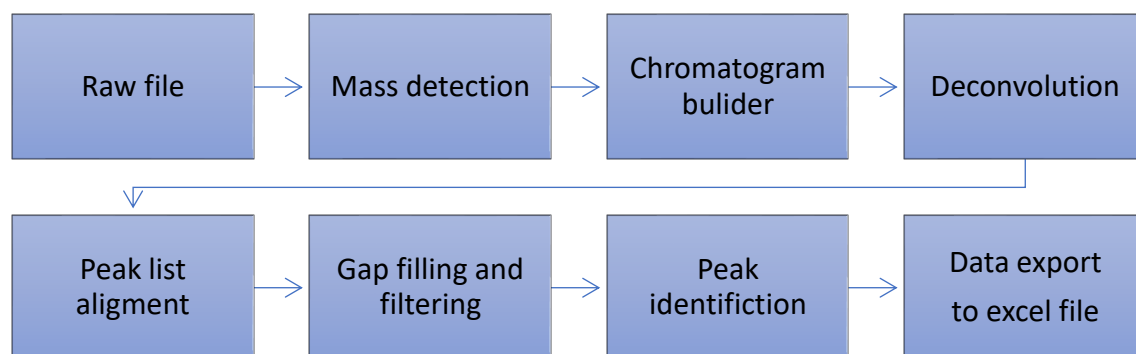 Raw file
Mass detection
Chromatogram
bulider
Deconvolution
Peak list
aligment
Gap filling and
filtering
Peak
identifiction
Data export
to excel file